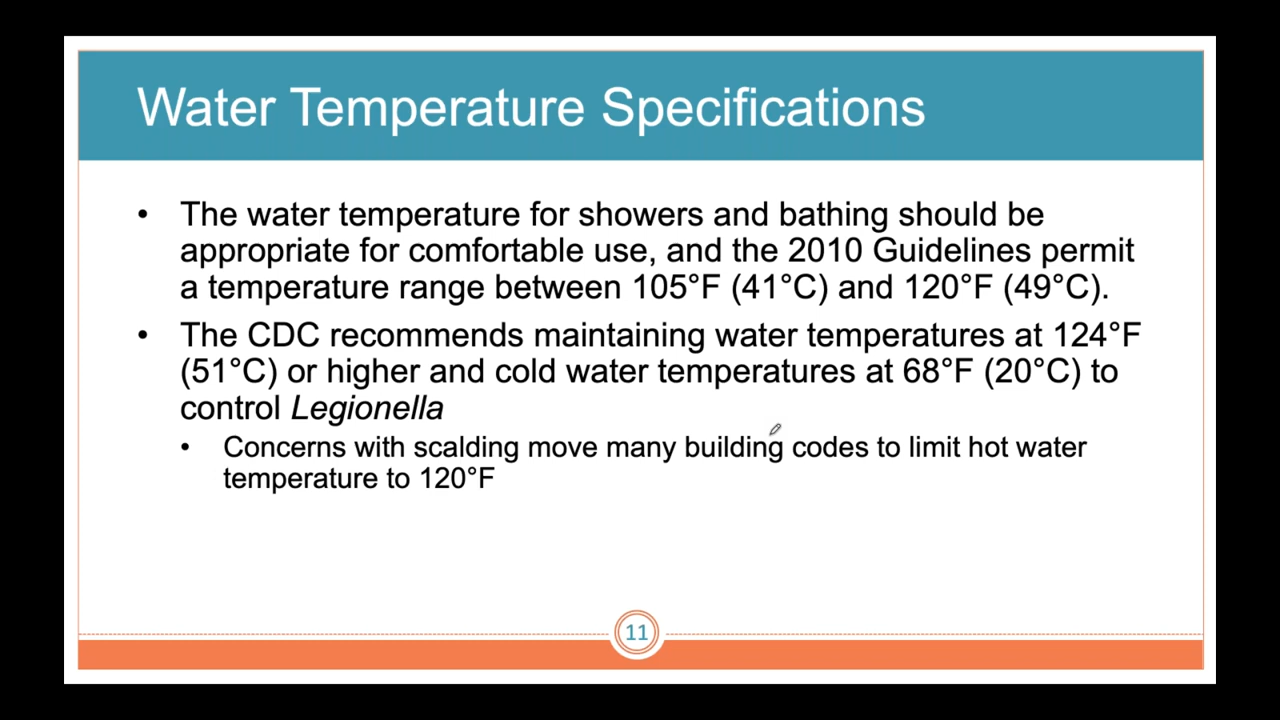 Water Temperature Specifications
• The water temperature for showers and bathing should be
appropriate for comfortable use, and the 2010 Guidelines permit
a temperature range between 105°F (41°C) and 120°F (49°C).
• The CDC recommends maintaining water temperatures at 124°F
(51°C) or higher and cold water temperatures at 68°F (20°C) to
control Legionella
• Concerns with scalding move many building codes to limit hot water
temperature to 120°F
11